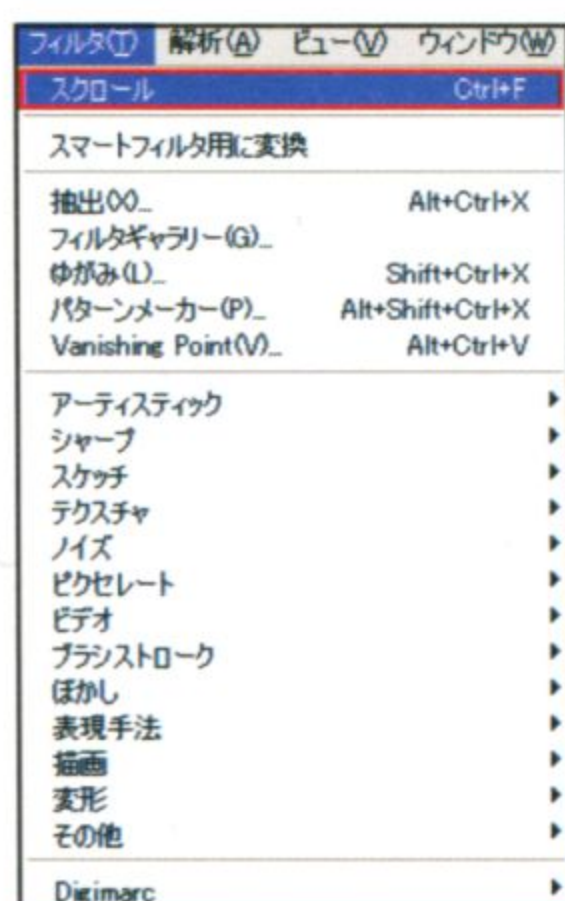 フィルタ(T) 解析(A) ビュー(V) ウィンドウ(W)
スクロール Ctrl+F
スマートフィルタ用に変換
抽出(X)... Alt+Ctrl+X
フィルタギャラリー(G)...
ゆがみ(L)... Shift+Ctrl+X
パターンメーカー(P)... Alt+Shift+Ctrl+X
Vanishing Point(V)... Alt+Ctrl+V
アーティスティック
シャープ
スケッチ
テクスチャ
ノイズ
ピクセレート
ビデオ
ブラシストローク
ぼかし
表現手法
描画
変形
その他
Digimarc